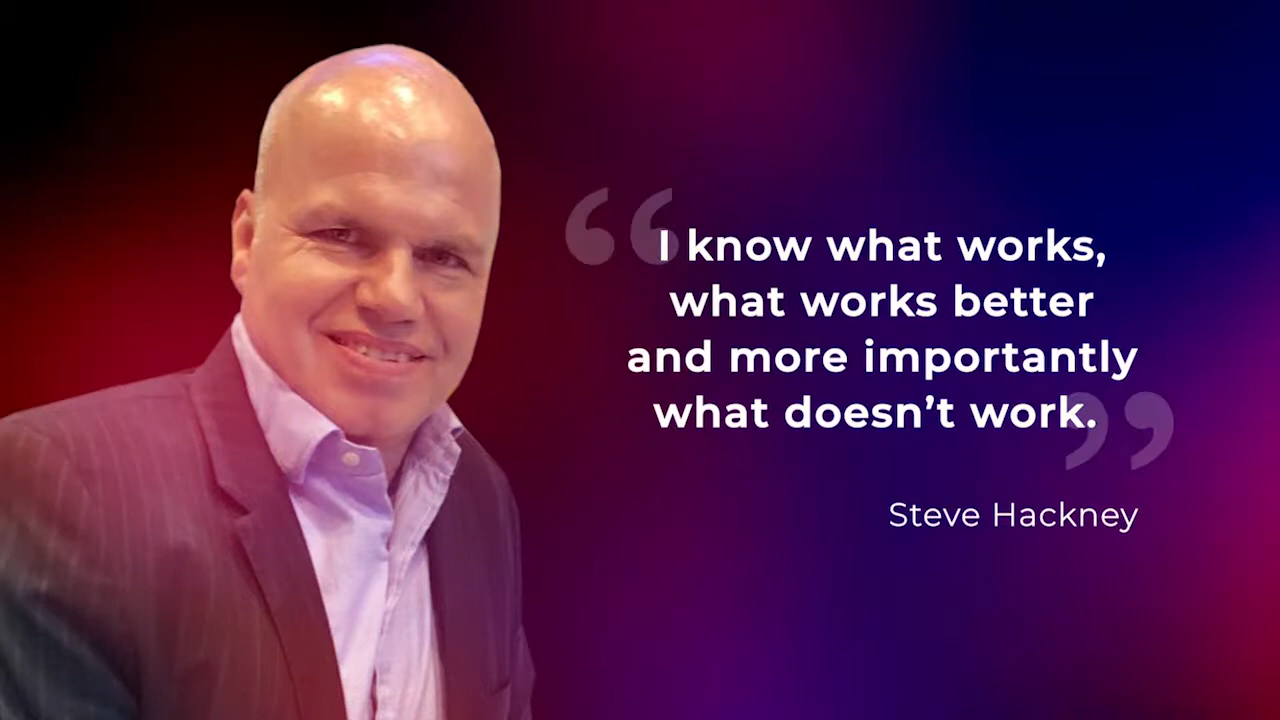 “I know what works,
what works better
and more importantly
what doesn’t work.”
Steve Hackney